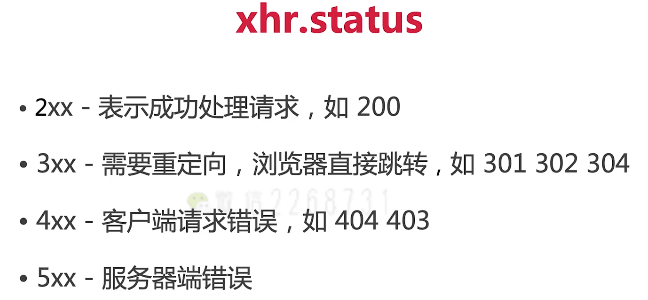 xhr.status
• 2xx - 表示成功处理请求，如 200
• 3xx - 需要重定向，浏览器直接跳转，如 301 302 304
• 4xx - 客户端请求错误，如 404 403
• 5xx - 服务器端错误